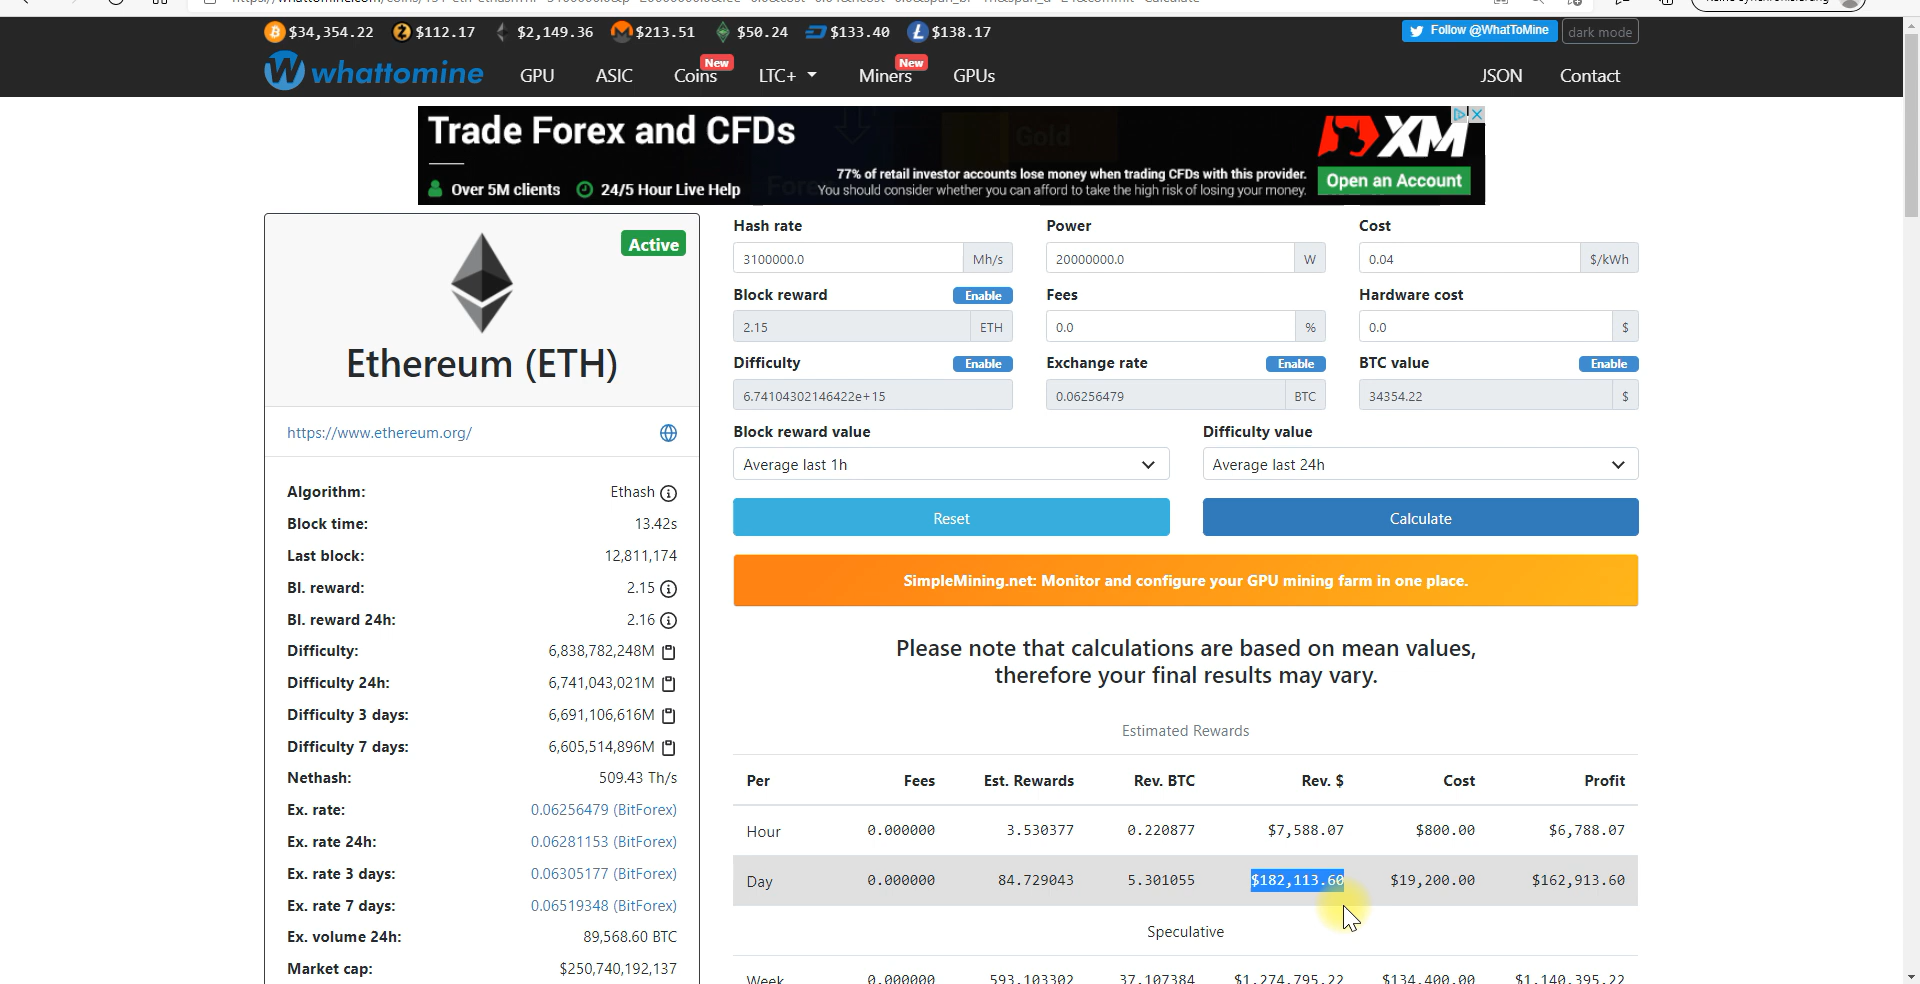 $34,354.22 $112.17 $2,149.36 $213.51 $50.24 $133.40 $138.17
Follow @WhatToMine dark mode
whattomine GPU ASIC Coins New LTC+ Miners New GPUs JSON Contact
Trade Forex and CFDs
Gold
XM
77% of retail investor accounts lose money when trading CFDs with this provider.
You should consider whether you can afford to take the high risk of losing your money.
Over 5M clients 24/5 Hour Live Help
Open an Account
Active
Ethereum (ETH)
https://www.ethereum.org/
Algorithm: Ethash
Block time: 13.42s
Last block: 12,811,174
Bl. reward: 2.15
Bl. reward 24h: 2.16
Difficulty: 6,838,782,248M
Difficulty 24h: 6,741,043,021M
Difficulty 3 days: 6,691,106,616M
Difficulty 7 days: 6,605,514,896M
Nethash: 509.43 Th/s
Ex. rate: 0.06256479 (BitForex)
Ex. rate 24h: 0.06281153 (BitForex)
Ex. rate 3 days: 0.06305177 (BitForex)
Ex. rate 7 days: 0.06519348 (BitForex)
Ex. volume 24h: 89,568.60 BTC
Market cap: $250,740,192,137
Hash rate Power Cost
3100000.0 Mh/s 20000000.0 W 0.04 $/kWh
Block reward Enable Fees Hardware cost
2.15 ETH 0.0 % 0.0 $
Difficulty Enable Exchange rate Enable BTC value Enable
6.74104302146422e+15 0.06256479 BTC 34354.22 $
Block reward value Difficulty value
Average last 1h Average last 24h
Reset Calculate
SimpleMining.net: Monitor and configure your GPU mining farm in one place.
Please note that calculations are based on mean values,
therefore your final results may vary.
Estimated Rewards
Per Fees Est. Rewards Rev. BTC Rev. $ Cost Profit
Hour 0.000000 3.530377 0.220877 $7,588.07 $800.00 $6,788.07
Day 0.000000 84.729043 5.301055 $182,113.60 $19,200.00 $162,913.60
Speculative
Week 0.000000 593.103302 37.107384 $1,274,795.22 $134,400.00 $1,140,395.22